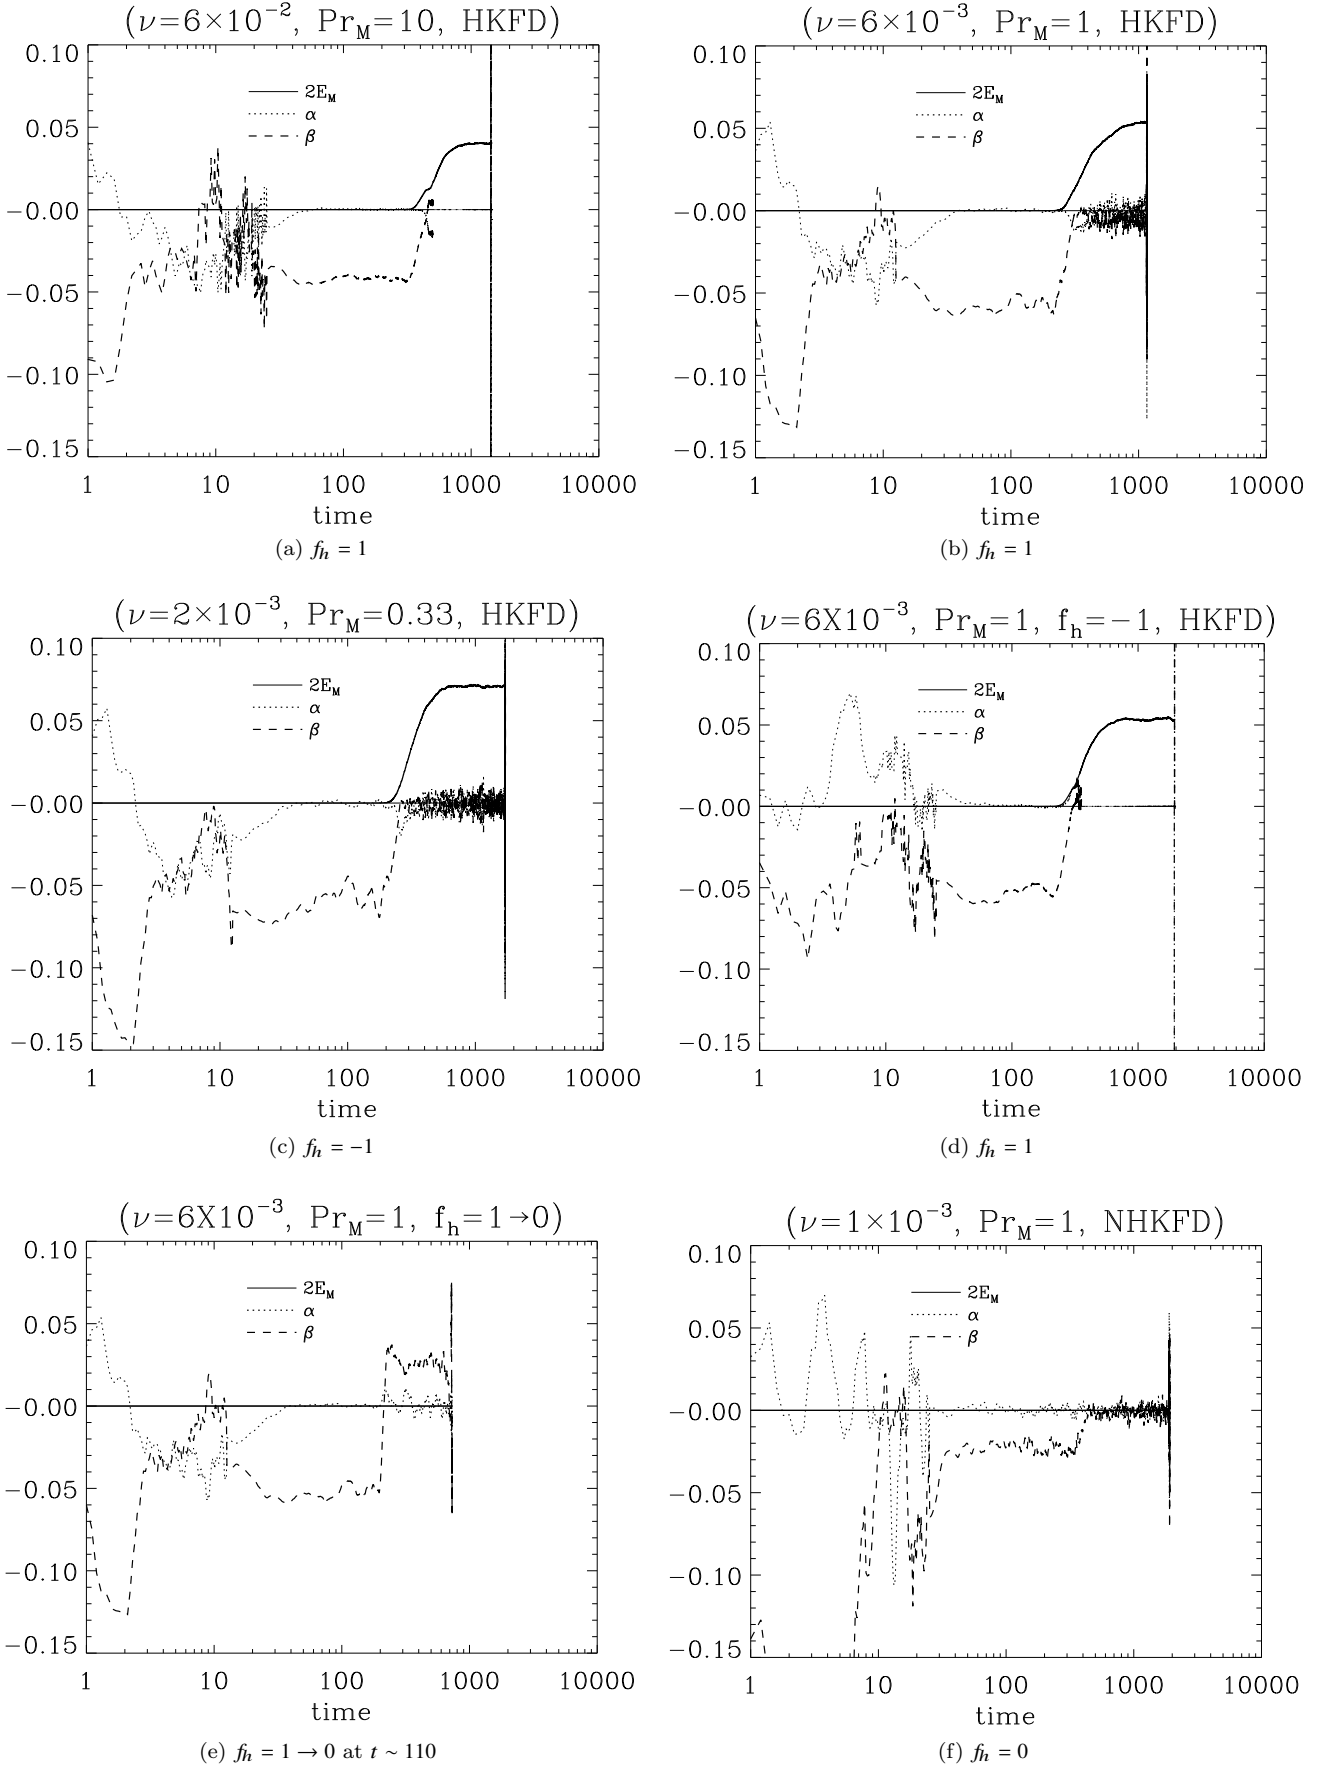 (ν=6×10⁻², Pr_M=10, HKFD)
0.10
0.05
−0.00
−0.05
−0.10
−0.15
2E_M
α
β
1 10 100 1000 10000
time
(a) f_h = 1
(ν=6×10⁻³, Pr_M=1, HKFD)
0.10
0.05
−0.00
−0.05
−0.10
−0.15
2E_M
α
β
1 10 100 1000 10000
time
(b) f_h = 1
(ν=2×10⁻³, Pr_M=0.33, HKFD)
0.10
0.05
−0.00
−0.05
−0.10
−0.15
2E_M
α
β
1 10 100 1000 10000
time
(c) f_h = −1
(ν=6X10⁻³, Pr_M=1, f_h=−1, HKFD)
0.10
0.05
−0.00
−0.05
−0.10
−0.15
2E_M
α
β
1 10 100 1000 10000
time
(d) f_h = 1
(ν=6X10⁻³, Pr_M=1, f_h=1→0)
0.10
0.05
−0.00
−0.05
−0.10
−0.15
2E_M
α
β
1 10 100 1000 10000
time
(e) f_h = 1 → 0 at t ~ 110
(ν=1×10⁻³, Pr_M=1, NHKFD)
0.10
0.05
−0.00
−0.05
−0.10
−0.15
2E_M
α
β
1 10 100 1000 10000
time
(f) f_h = 0